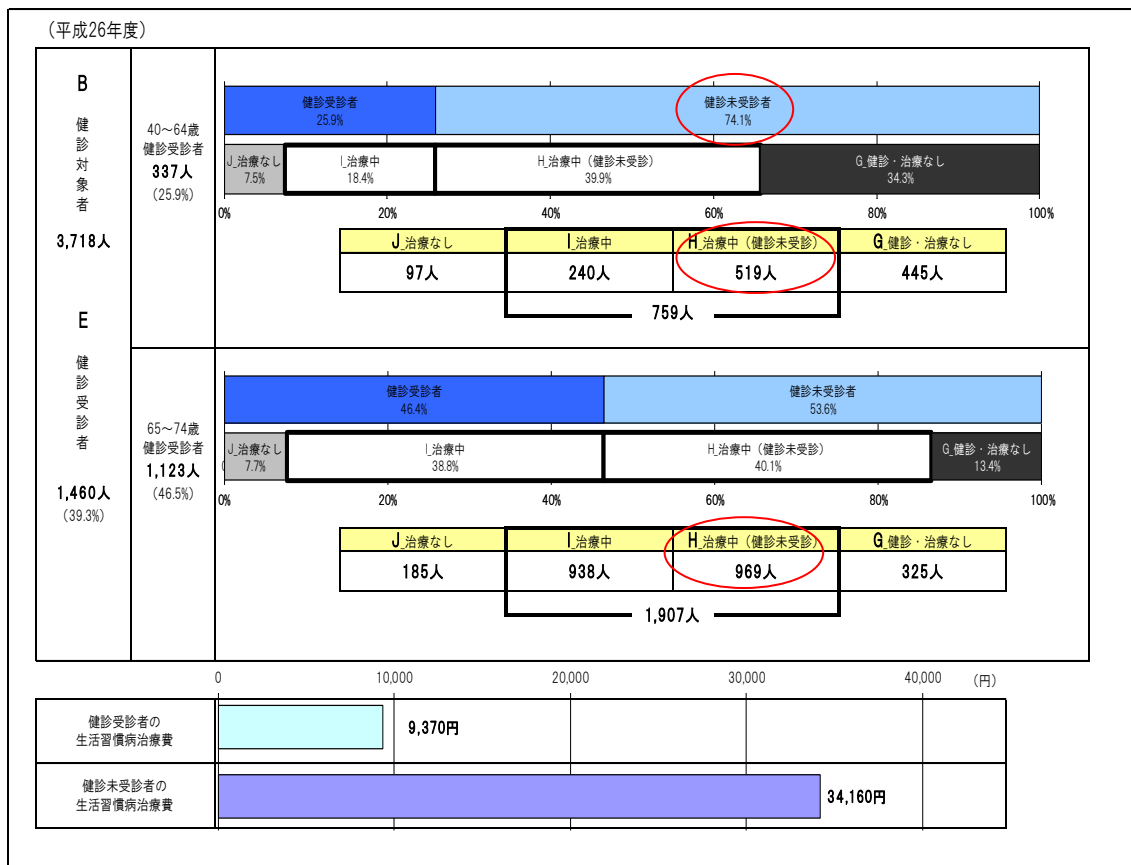 (平成26年度)
B
健
診
対
象
者
3,718人
E
健
診
受
診
者
1,460人
(39.3%)
40～64歳
健診受診者
337人
(25.9%)
健診受診者
25.9%
健診未受診者
74.1%
J_治療なし
7.5%
I_治療中
18.4%
H_治療中(健診未受診)
39.9%
G_健診・治療なし
34.3%
0% 20% 40% 60% 80% 100%
J_治療なし I_治療中 H_治療中(健診未受診) G_健診・治療なし
97人 240人 519人 445人
759人
65～74歳
健診受診者
1,123人
(46.5%)
健診受診者
46.4%
健診未受診者
53.6%
J_治療なし
7.7%
I_治療中
38.8%
H_治療中(健診未受診)
40.1%
G_健診・治療なし
13.4%
0% 20% 40% 60% 80% 100%
J_治療なし I_治療中 H_治療中(健診未受診) G_健診・治療なし
185人 938人 969人 325人
1,907人
0 10,000 20,000 30,000 40,000 (円)
健診受診者の
生活習慣病治療費
9,370円
健診未受診者の
生活習慣病治療費
34,160円